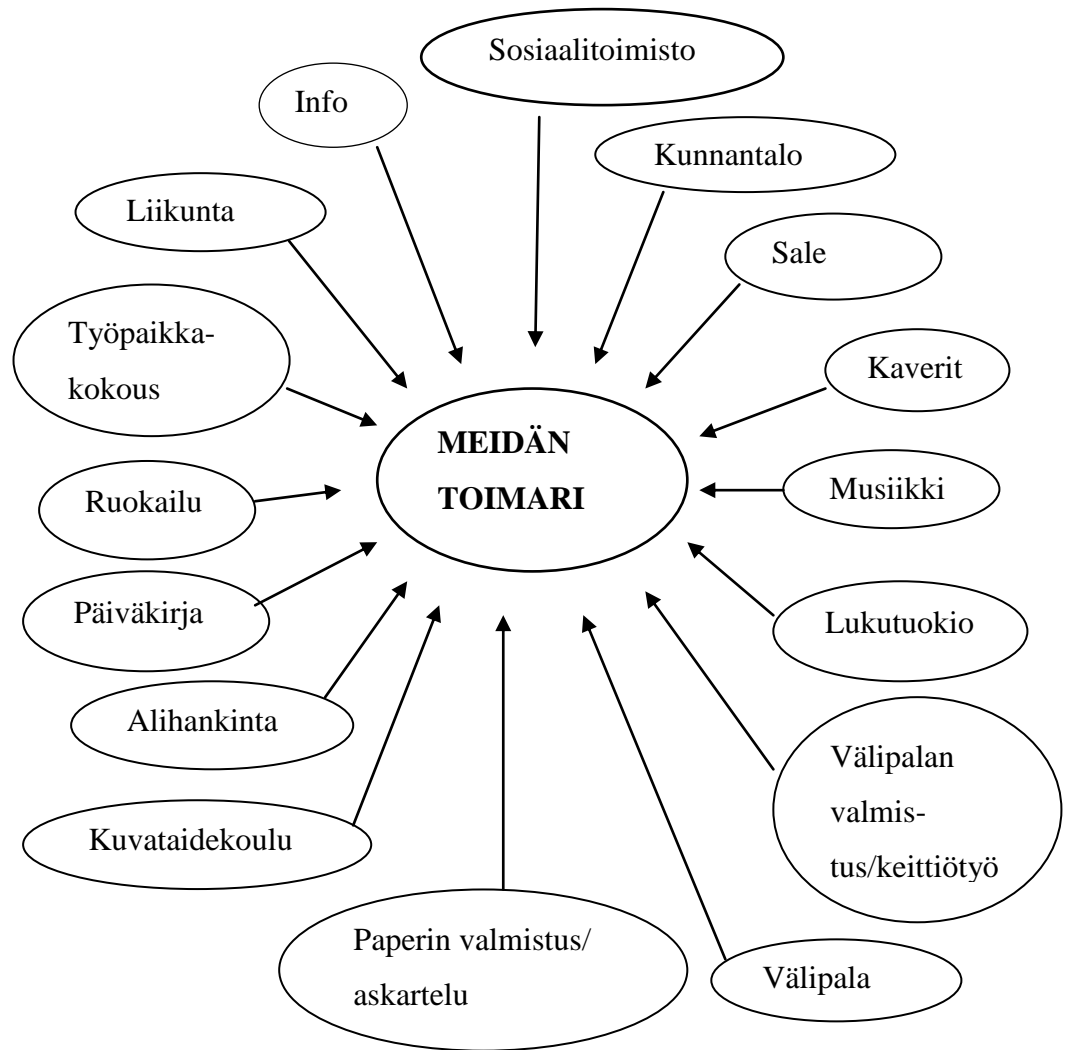 Sosiaalitoimisto
Info
Kunnantalo
Liikunta
Sale
Työpaikka-
kokous
Kaverit
MEIDÄN
TOIMARI
Ruokailu
Musiikki
Päiväkirja
Lukutuokio
Alihankinta
Välipalan
valmis-
tus/keittiötyö
Kuvataidekoulu
Paperin valmistus/
askartelu
Välipala